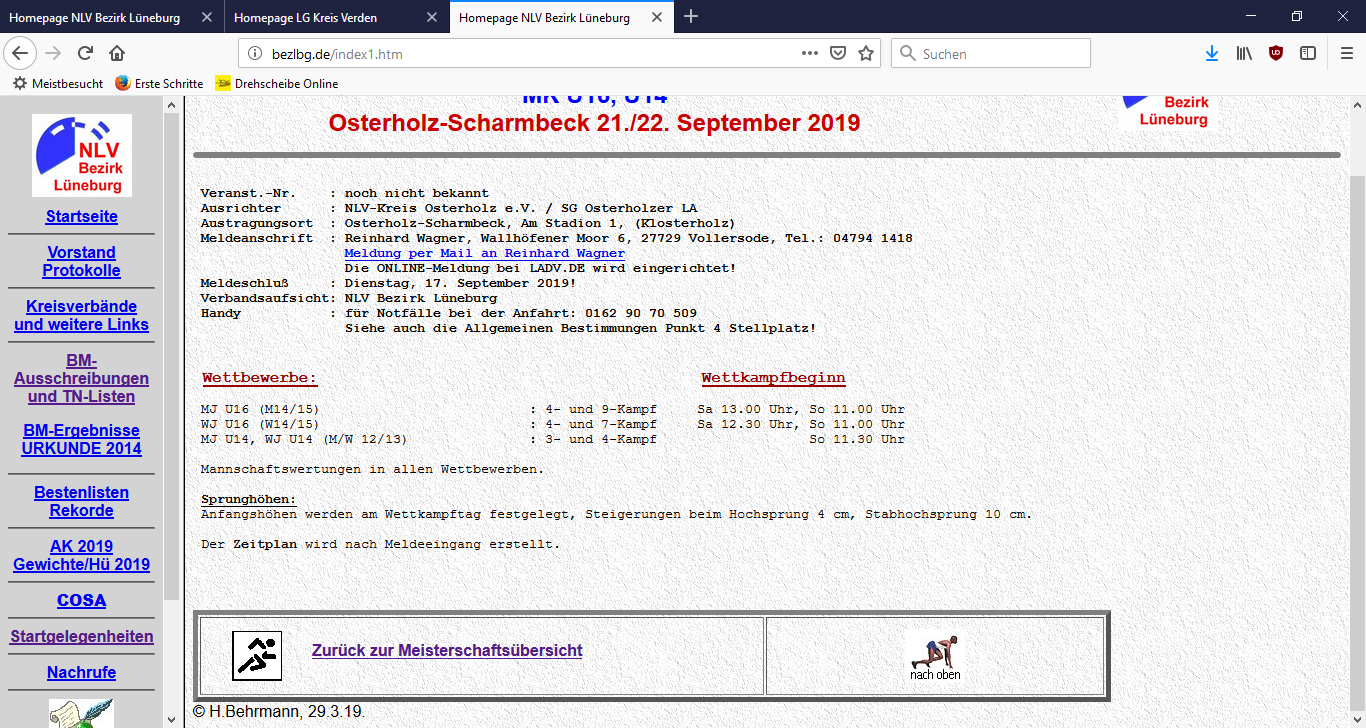 Homepage NLV Bezirk Lüneburg
Homepage LG Kreis Verden
Homepage NLV Bezirk Lüneburg
bezlbg.de/index1.htm
Suchen
Meistbesucht
Erste Schritte
Drehscheibe Online
NLV
Bezirk
Lüneburg
Startseite
Vorstand
Protokolle
Kreisverbände
und weitere Links
BM-
Ausschreibungen
und TN-Listen
BM-Ergebnisse
URKUNDE 2014
Bestenlisten
Rekorde
AK 2019
Gewichte/Hü 2019
COSA
Startgelegenheiten
Nachrufe
MK U16, U14
Osterholz-Scharmbeck 21./22. September 2019
Bezirk
Lüneburg
Veranst.-Nr. : noch nicht bekannt
Ausrichter : NLV-Kreis Osterholz e.V. / SG Osterholzer LA
Austragungsort : Osterholz-Scharmbeck, Am Stadion 1, (Klosterholz)
Meldeanschrift : Reinhard Wagner, Wallhöfener Moor 6, 27729 Vollersode, Tel.: 04794 1418
Meldung per Mail an Reinhard Wagner
Die ONLINE-Meldung bei LADV.DE wird eingerichtet!
Meldeschluß : Dienstag, 17. September 2019!
Verbandsaufsicht: NLV Bezirk Lüneburg
Handy : für Notfälle bei der Anfahrt: 0162 90 70 509
Siehe auch die Allgemeinen Bestimmungen Punkt 4 Stellplatz!
Wettbewerbe: Wettkampfbeginn
MJ U16 (M14/15) : 4- und 9-Kampf Sa 13.00 Uhr, So 11.00 Uhr
WJ U16 (W14/15) : 4- und 7-Kampf Sa 12.30 Uhr, So 11.00 Uhr
MJ U14, WJ U14 (M/W 12/13) : 3- und 4-Kampf So 11.30 Uhr
Mannschaftswertungen in allen Wettbewerben.
Sprunghöhen:
Anfangshöhen werden am Wettkampftag festgelegt, Steigerungen beim Hochsprung 4 cm, Stabhochsprung 10 cm.
Der Zeitplan wird nach Meldeeingang erstellt.
Zurück zur Meisterschaftsübersicht
nach oben
© H.Behrmann, 29.3.19.